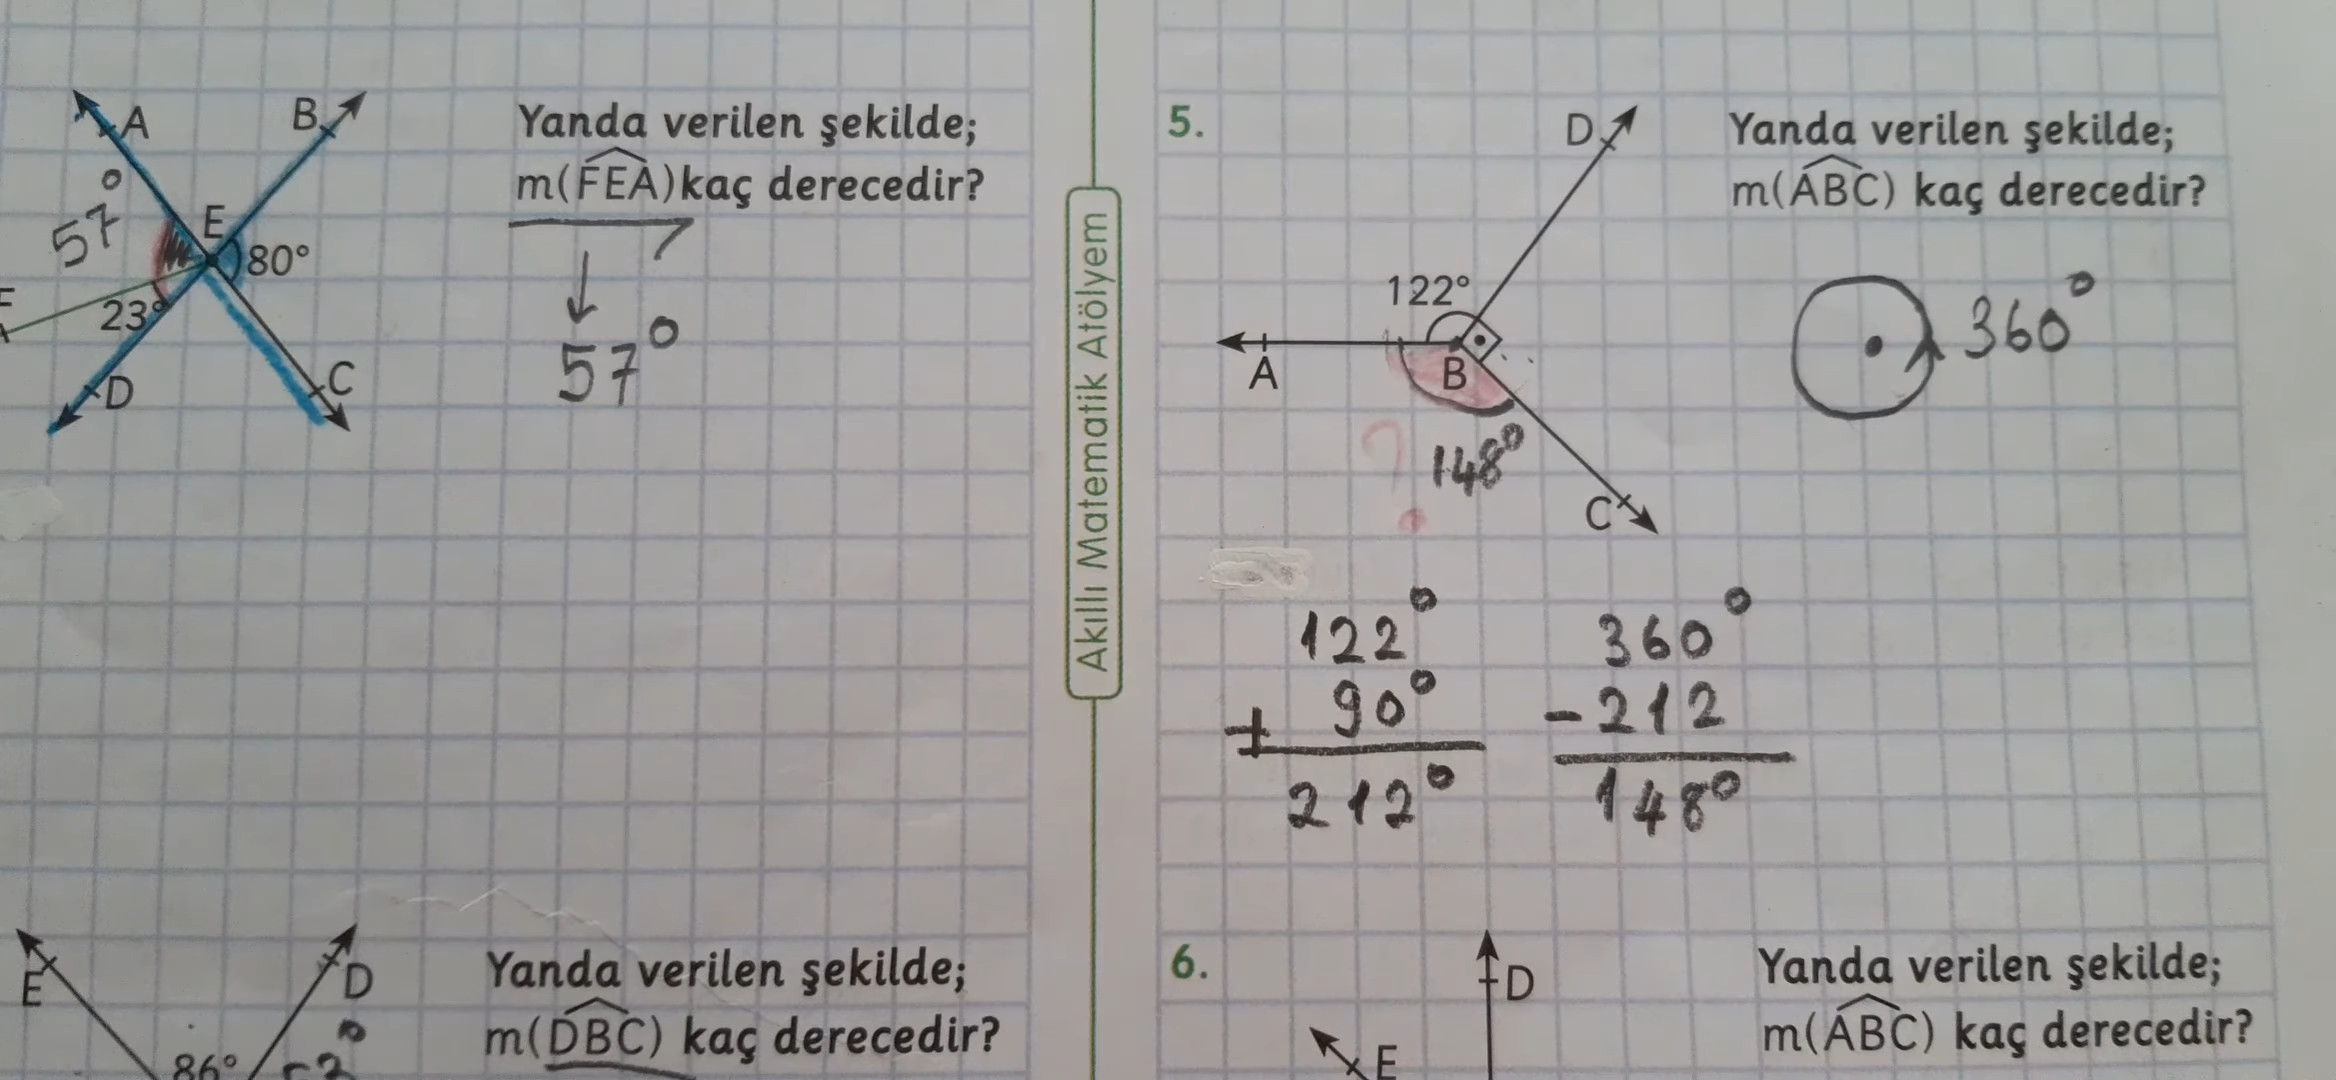 A
B
57°
E
80°
23°
D
C
Yanda verilen şekilde;
m(FEA) kaç derecedir?
57°
E
D
86°
Yanda verilen şekilde;
m(DBC) kaç derecedir?
Akıllı Matematik Atölyem
5.
D
122°
A
B
C
?
148°
Yanda verilen şekilde;
m(ABC) kaç derecedir?
360°
122°
+ 90°
212°
360°
-212
148°
6.
D
E
Yanda verilen şekilde;
m(ABC) kaç derecedir?